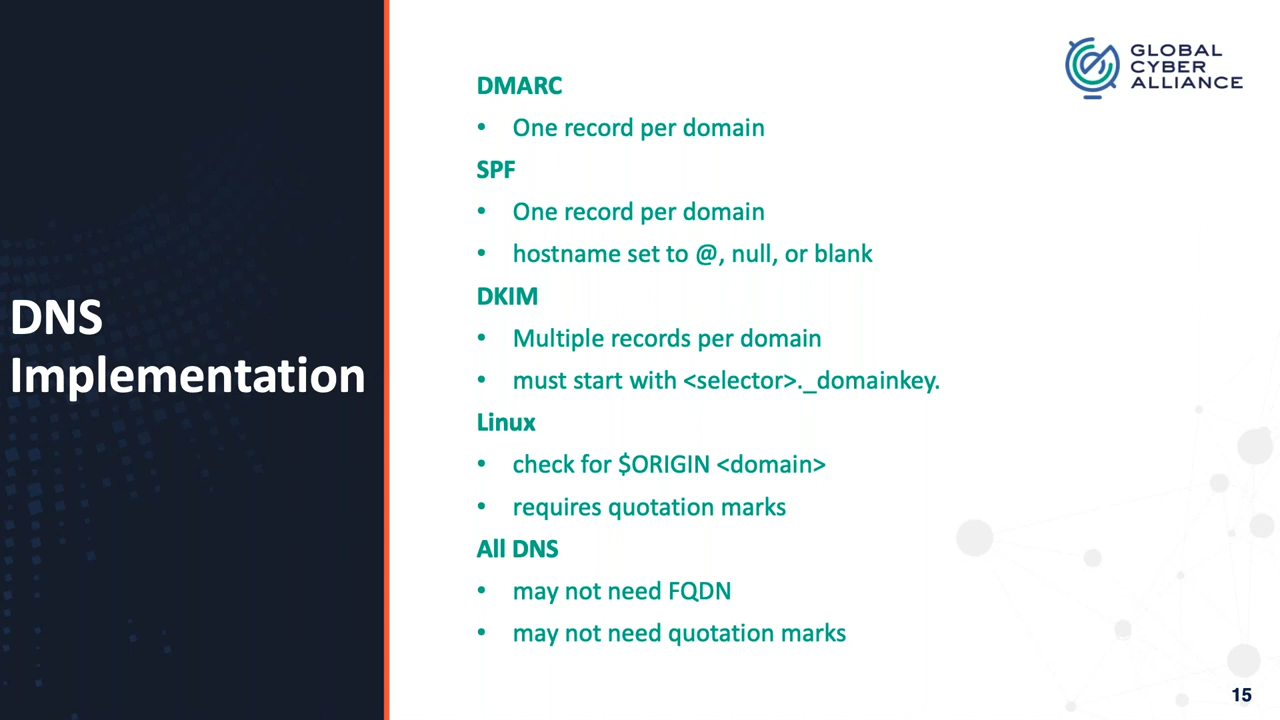 DNS
Implementation
GLOBAL
CYBER
ALLIANCE
DMARC
• One record per domain
SPF
• One record per domain
• hostname set to @, null, or blank
DKIM
• Multiple records per domain
• must start with <selector>._domainkey.
Linux
• check for $ORIGIN <domain>
• requires quotation marks
All DNS
• may not need FQDN
• may not need quotation marks
15